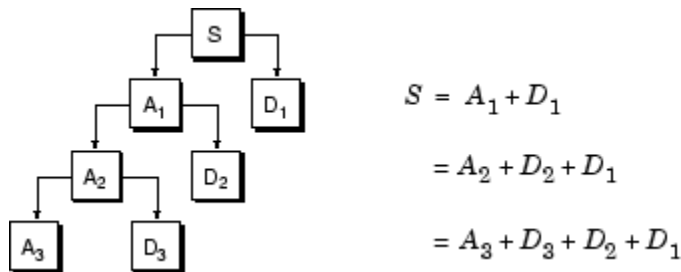 S
A₁ D₁
S = A₁ + D₁
A₂ D₂
= A₂ + D₂ + D₁
A₃ D₃
= A₃ + D₃ + D₂ + D₁